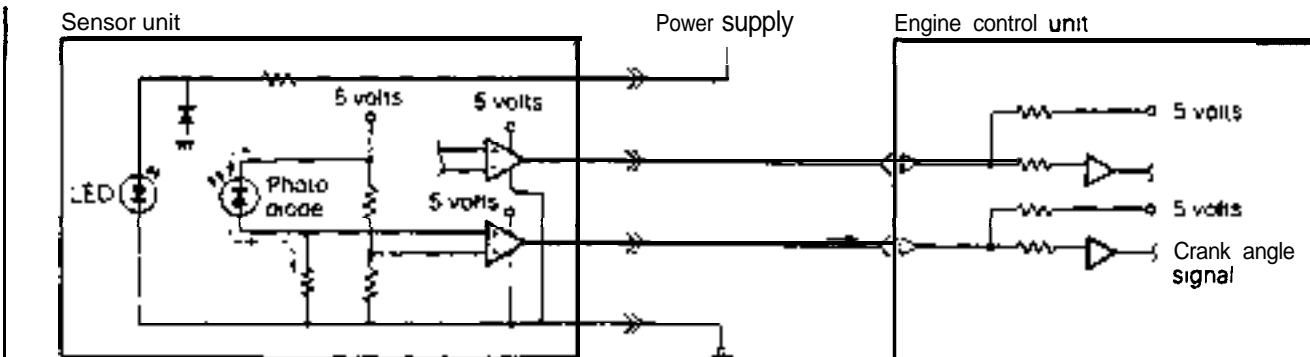 Sensor unit
Power supply
Engine control unit
5 volts
5 volts
5 volts
LED
Photo
diode
5 volts
5 volts
Crank angle
signal